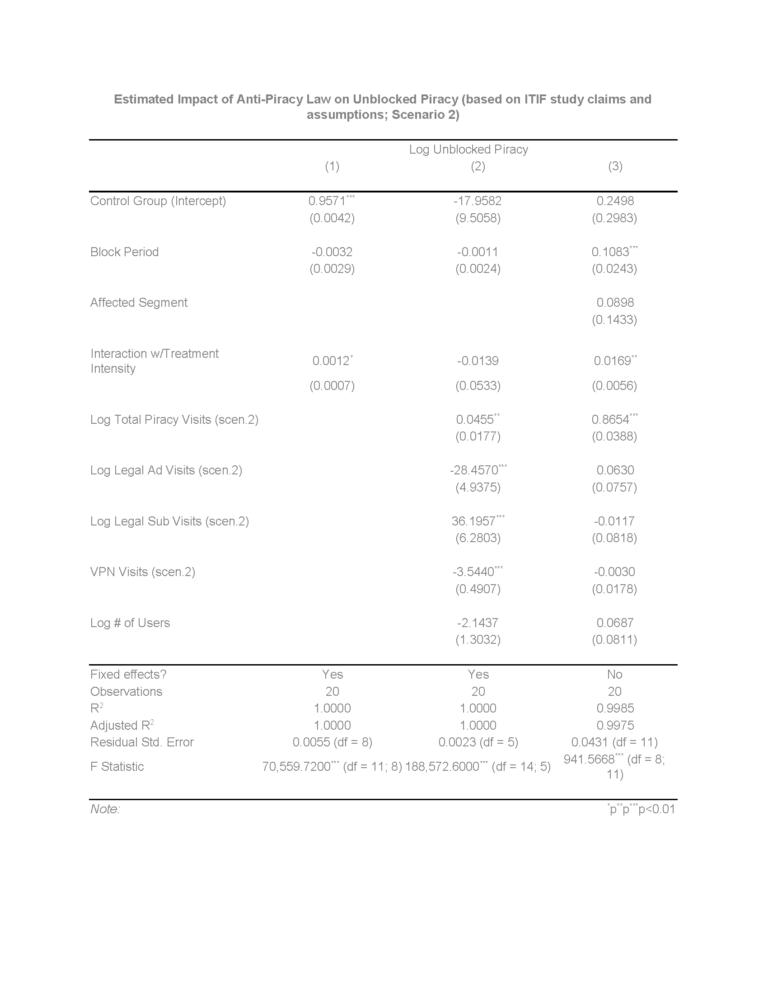 Estimated Impact of Anti-Piracy Law on Unblocked Piracy (based on ITIF study claims and
assumptions; Scenario 2)
Log Unblocked Piracy
(1) (2) (3)
Control Group (Intercept) 0.9571*** -17.9582 0.2498
(0.0042) (9.5058) (0.2983)
Block Period -0.0032 -0.0011 0.1083***
(0.0029) (0.0024) (0.0243)
Affected Segment 0.0898
(0.1433)
Interaction w/Treatment
Intensity 0.0012* -0.0139 0.0169**
(0.0007) (0.0533) (0.0056)
Log Total Piracy Visits (scen.2) 0.0455** 0.8654***
(0.0177) (0.0388)
Log Legal Ad Visits (scen.2) -28.4570*** 0.0630
(4.9375) (0.0757)
Log Legal Sub Visits (scen.2) 36.1957*** -0.0117
(6.2803) (0.0818)
VPN Visits (scen.2) -3.5440*** -0.0030
(0.4907) (0.0178)
Log # of Users -2.1437 0.0687
(1.3032) (0.0811)
Fixed effects? Yes Yes No
Observations 20 20 20
R2 1.0000 1.0000 0.9985
Adjusted R2 1.0000 1.0000 0.9975
Residual Std. Error 0.0055 (df = 8) 0.0023 (df = 5) 0.0431 (df = 11)
F Statistic 70,559.7200*** (df = 11; 8) 188,572.6000*** (df = 14; 5) 941.5668*** (df = 8;
11)
Note: *p**p***p<0.01